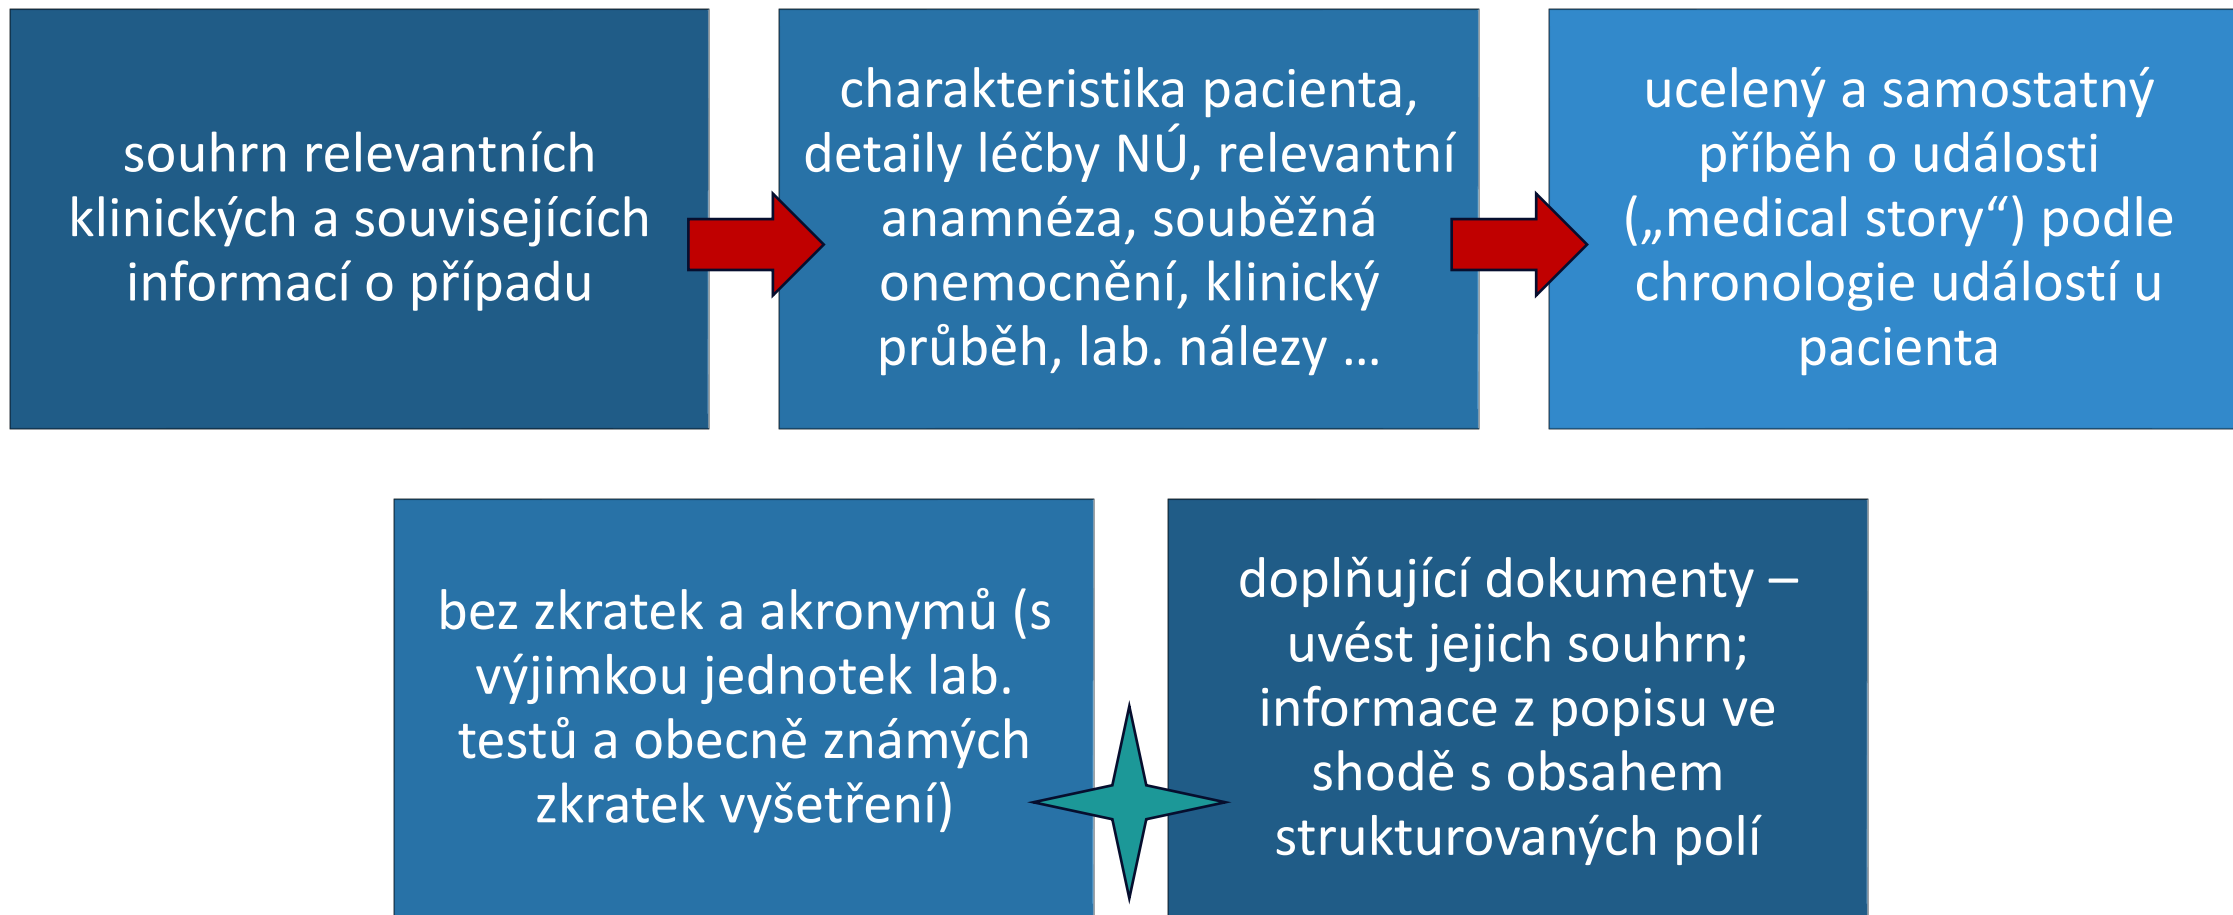 souhrn relevantních
klinických a souvisejících
informací o případu
charakteristika pacienta,
detaily léčby NÚ, relevantní
anamnéza, souběžná
onemocnění, klinický
průběh, lab. nálezy ...
ucelený a samostatný
příběh o události
(„medical story“) podle
chronologie událostí u
pacienta
bez zkratek a akronymů (s
výjimkou jednotek lab.
testů a obecně známých
zkratek vyšetření)
doplňující dokumenty –
uvést jejich souhrn;
informace z popisu ve
shodě s obsahem
strukturovaných polí